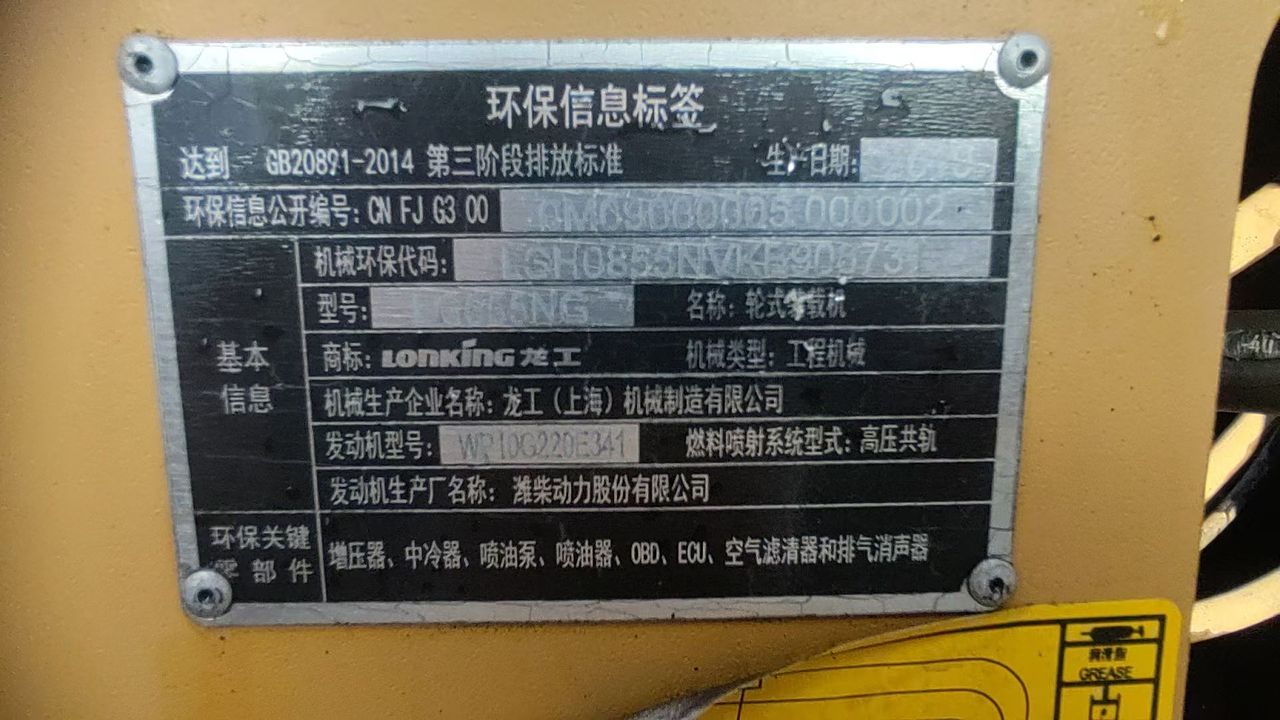 环保信息标签
达到 GB20891-2014 第三阶段排放标准 生产日期:
环保信息公开编号: CN FJ G3 00 000002
机械环保代码:
型号: 名称: 轮式装载机
基本信息
商标: LONKING 龙工 机械类型: 工程机械
机械生产企业名称: 龙工（上海）机械制造有限公司
发动机型号: WP10G220E341 燃料喷射系统型式: 高压共轨
发动机生产厂名称: 潍柴动力股份有限公司
环保关键零部件
增压器、中冷器、喷油泵、喷油器、OBD、ECU、空气滤清器和排气消声器
润滑脂
GREASE